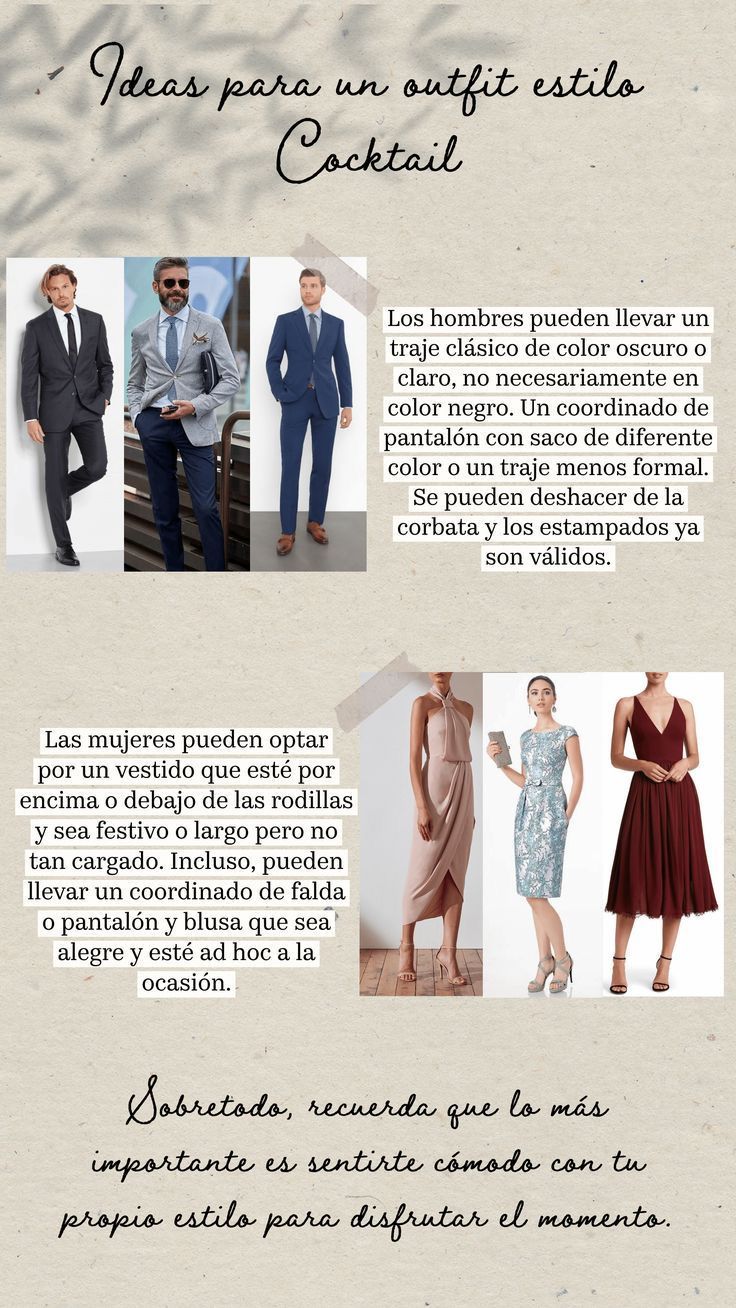 Ideas para un outfit estilo
Cocktail
Los hombres pueden llevar un
traje clásico de color oscuro o
claro, no necesariamente en
color negro. Un coordinado de
pantalón con saco de diferente
color o un traje menos formal.
Se pueden deshacer de la
corbata y los estampados ya
son válidos.
Las mujeres pueden optar
por un vestido que esté por
encima o debajo de las rodillas
y sea festivo o largo pero no
tan cargado. Incluso, pueden
llevar un coordinado de falda
o pantalón y blusa que sea
alegre y esté ad hoc a la
ocasión.
Sobretodo, recuerda que lo más
importante es sentirte cómodo con tu
propio estilo para disfrutar el momento.